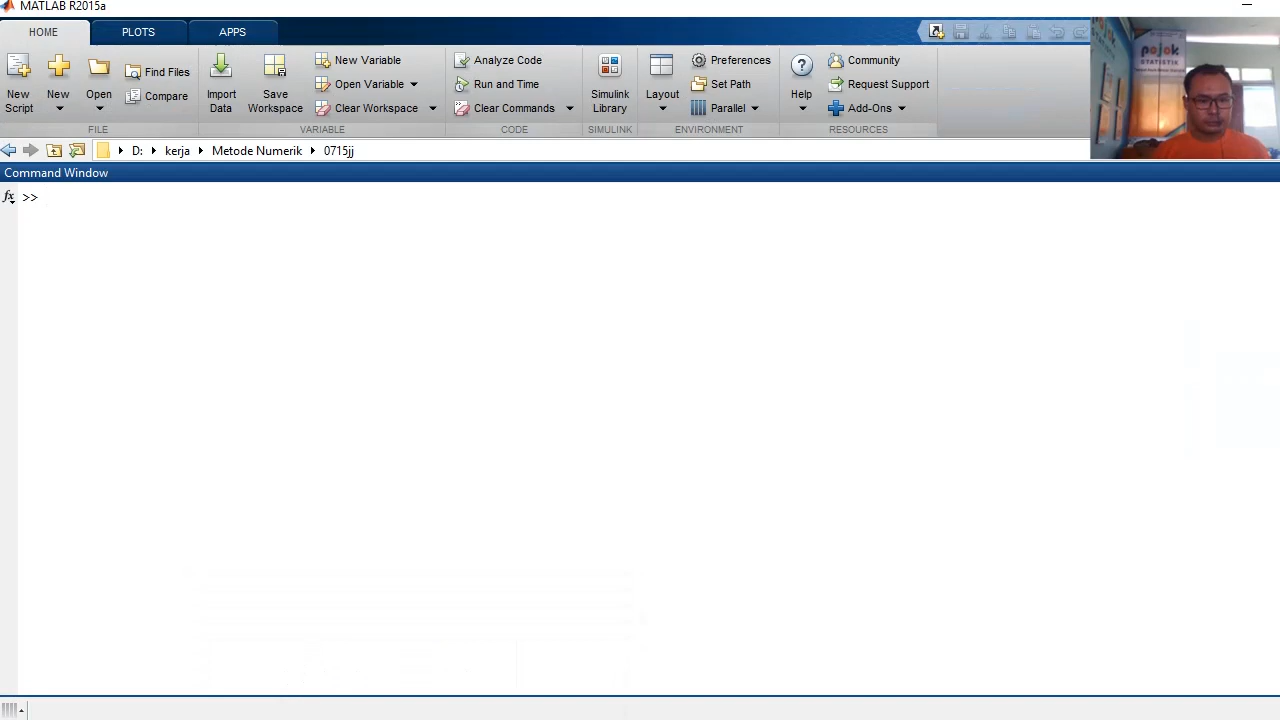 MATLAB R2015a
HOME PLOTS APPS
New Script
New
Open
Find Files
Compare
Import Data
Save Workspace
New Variable
Open Variable
Clear Workspace
Analyze Code
Run and Time
Clear Commands
Simulink Library
Layout
Preferences
Set Path
Parallel
Help
Community
Request Support
Add-Ons
FILE VARIABLE CODE SIMULINK ENVIRONMENT RESOURCES
D: kerja Metode Numerik 0715jj
Command Window
fx >>
pojok
STATISTIK